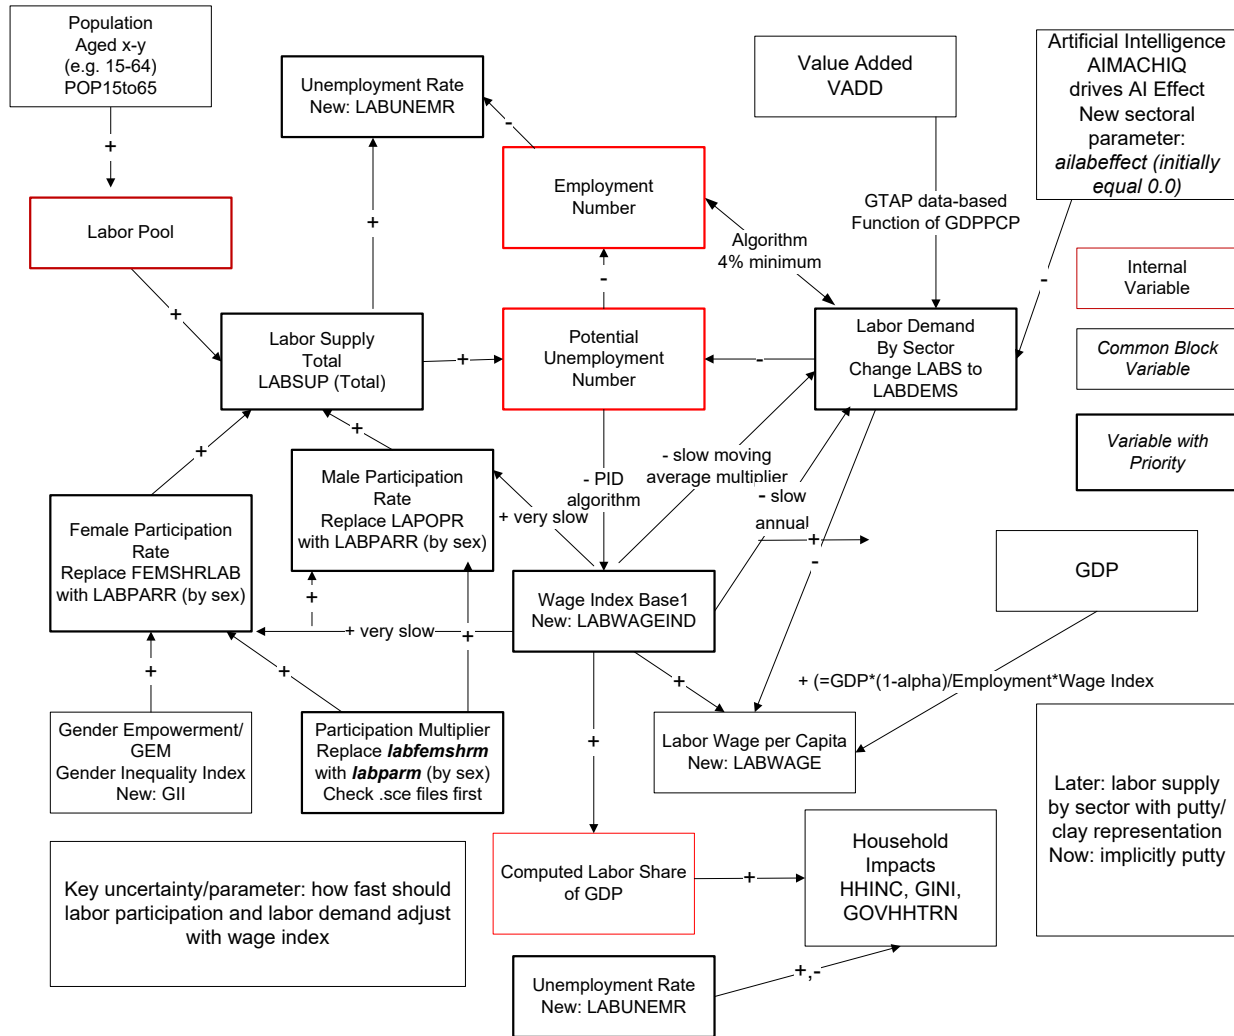 Population
Aged x-y
(e.g. 15-64)
POP15to65
+
Labor Pool
+
Unemployment Rate
New: LABUNEMR
-
+
Employment
Number
Value Added
VADD
Artificial Intelligence
AIMACHIQ
drives AI Effect
New sectoral
parameter:
ailabeffect (initially
equal 0.0)
GTAP data-based
Function of GDPPCP
Algorithm
4% minimum
-
-
Internal
Variable
Labor Supply
Total
LABSUP (Total)
+
Potential
Unemployment
Number
-
Labor Demand
By Sector
Change LABS to
LABDEMS
Common Block
Variable
Variable with
Priority
+
+
Male Participation
Rate
Replace LAPOPR
with LABPARR (by sex)
+ very slow
- PID
algorithm
- slow moving
average multiplier
- slow
annual
+
-
Female Participation
Rate
Replace FEMSHRLAB
with LABPARR (by sex)
+
+
+ very slow
Wage Index Base1
New: LABWAGEIND
GDP
+
+
+
+ (=GDP*(1-alpha)/Employment*Wage Index
Gender Empowerment/
GEM
Gender Inequality Index
New: GII
Participation Multiplier
Replace labfemshrm
with labparm (by sex)
Check .sce files first
+
Labor Wage per Capita
New: LABWAGE
Later: labor supply
by sector with putty/
clay representation
Now: implicitly putty
Key uncertainty/parameter: how fast should
labor participation and labor demand adjust
with wage index
Computed Labor Share
of GDP
+
Household
Impacts
HHINC, GINI,
GOVHHTRN
Unemployment Rate
New: LABUNEMR
+,-